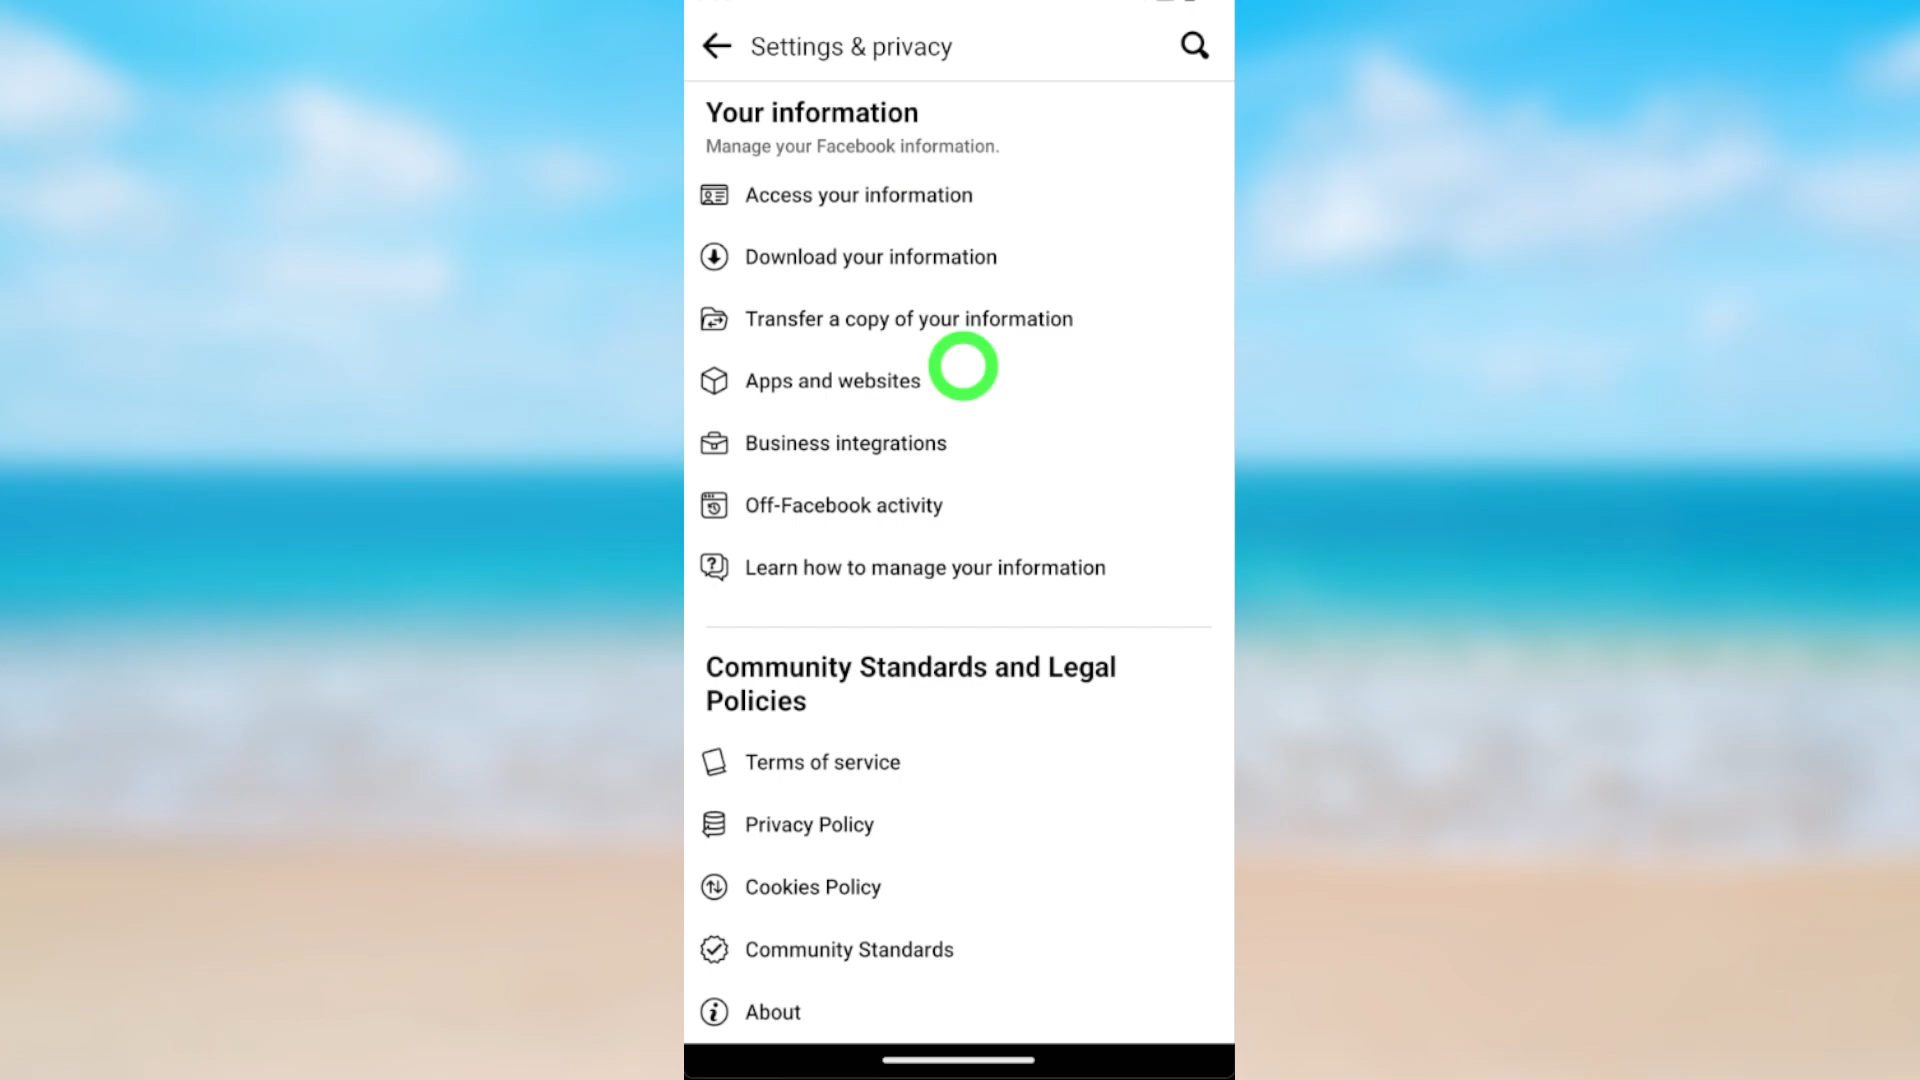 Settings & privacy
Your information
Manage your Facebook information.
Access your information
Download your information
Transfer a copy of your information
Apps and websites
Business integrations
Off-Facebook activity
Learn how to manage your information
Community Standards and Legal
Policies
Terms of service
Privacy Policy
Cookies Policy
Community Standards
About